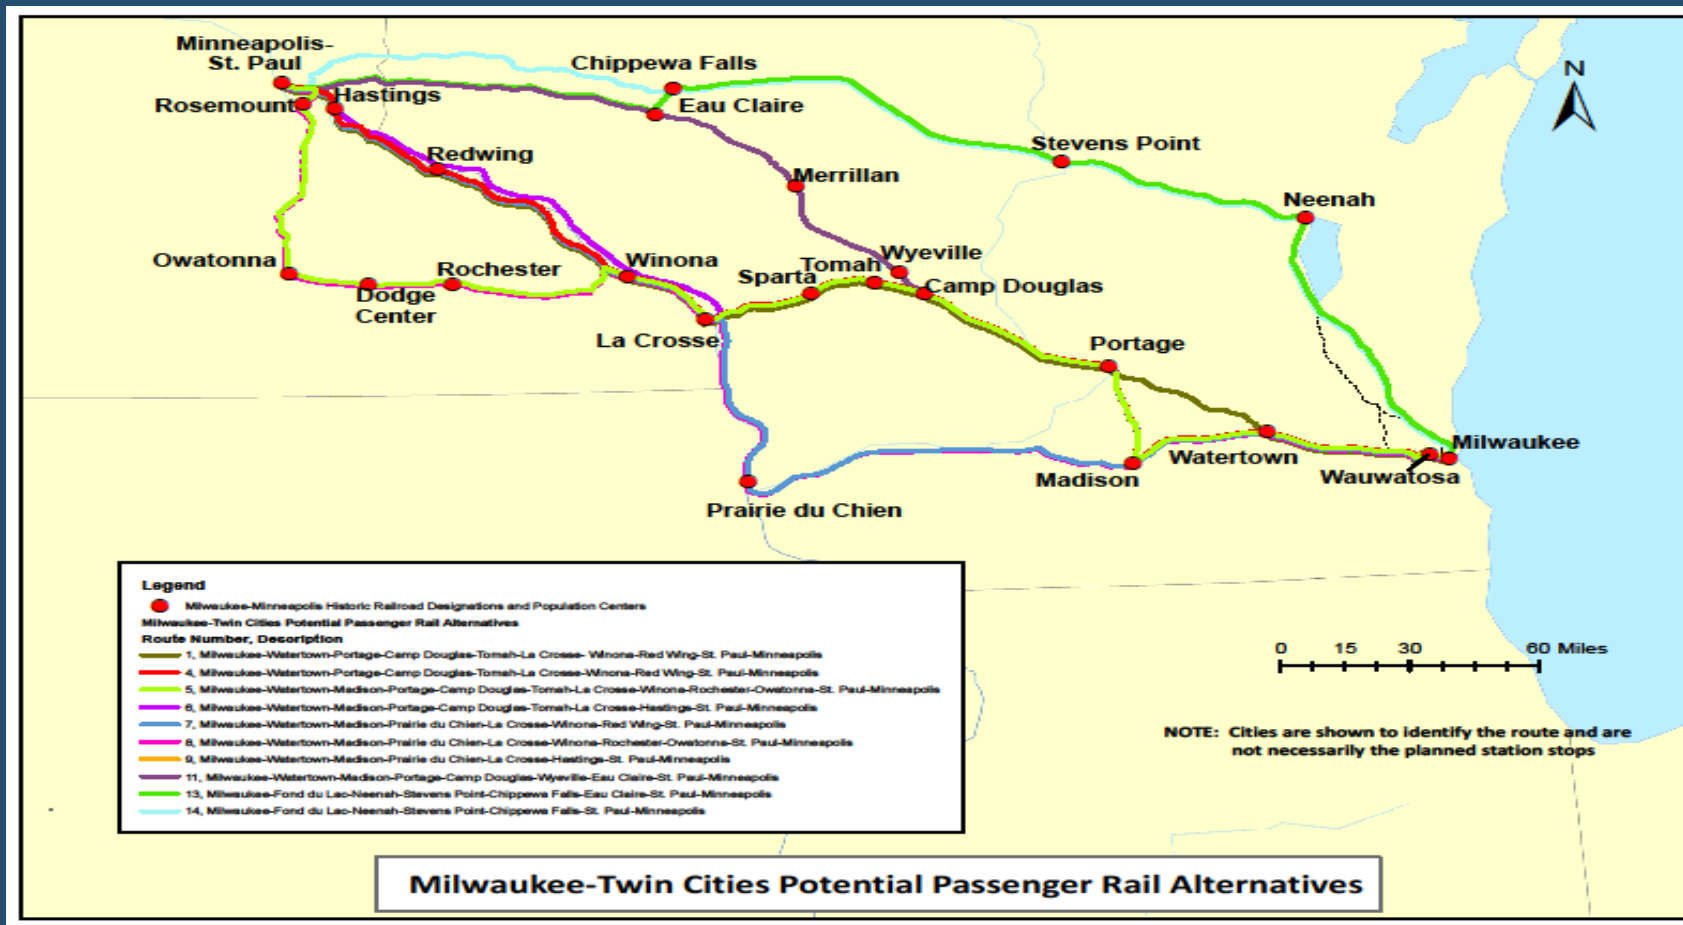 Minneapolis-
St. Paul
Chippewa Falls
N
Rosemount
Hastings
Eau Claire
Stevens Point
Redwing
Merrillan
Neenah
Owatonna
Rochester
Winona
Wyeville
Tomah
Sparta
Camp Douglas
Dodge
Center
La Crosse
Portage
Milwaukee
Watertown
Wauwatosa
Madison
Prairie du Chien
Legend
Milwaukee-Minneapolis Historic Railroad Designations and Population Centers
Milwaukee-Twin Cities Potential Passenger Rail Alternatives
Route Number, Description
1, Milwaukee-Watertown-Portage-Camp Douglas-Tomah-La Crosse- Winona-Red Wing-St. Paul-Minneapolis
4, Milwaukee-Watertown-Portage-Camp Douglas-Tomah-La Crosse-Winona-Red Wing-St. Paul-Minneapolis
5, Milwaukee-Watertown-Madison-Portage-Camp Douglas-Tomah-La Crosse-Winona-Rochester-Owatonna-St. Paul-Minneapolis
6, Milwaukee-Watertown-Madison-Portage-Camp Douglas-Tomah-La Crosse-Hastings-St. Paul-Minneapolis
7, Milwaukee-Watertown-Madison-Prairie du Chien-La Crosse-Winona-Red Wing-St. Paul-Minneapolis
8, Milwaukee-Watertown-Madison-Prairie du Chien-La Crosse-Winona-Rochester-Owatonna-St. Paul-Minneapolis
9, Milwaukee-Watertown-Madison-Prairie du Chien-La Crosse-Hastings-St. Paul-Minneapolis
11, Milwaukee-Watertown-Madison-Portage-Camp Douglas-Wyeville-Eau Claire-St. Paul-Minneapolis
13, Milwaukee-Fond du Lac-Neenah-Stevens Point-Chippewa Falls-Eau Claire-St. Paul-Minneapolis
14, Milwaukee-Fond du Lac-Neenah-Stevens Point-Chippewa Falls-St. Paul-Minneapolis
0 15 30 60 Miles
NOTE: Cities are shown to identify the route and are
not necessarily the planned station stops
Milwaukee-Twin Cities Potential Passenger Rail Alternatives